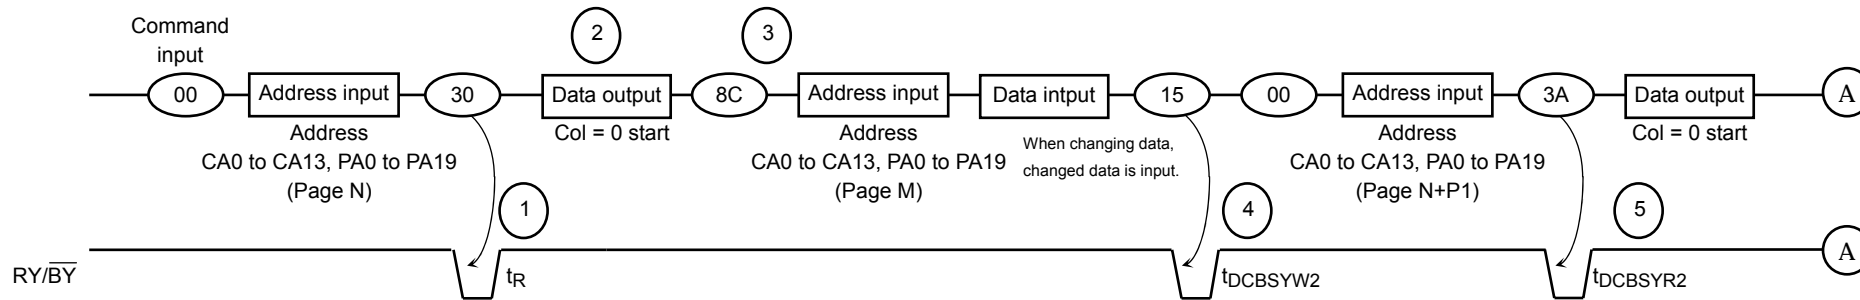 Command
input
2
3
00
Address input
30
Data output
8C
Address input
Data intput
15
00
Address input
3A
Data output
A
Address
CA0 to CA13, PA0 to PA19
(Page N)
Col = 0 start
Address
CA0 to CA13, PA0 to PA19
(Page M)
When changing data,
changed data is input.
Address
CA0 to CA13, PA0 to PA19
(Page N+P1)
Col = 0 start
1
4
5
RY/BY
tR
tDCBSYW2
tDCBSYR2
A